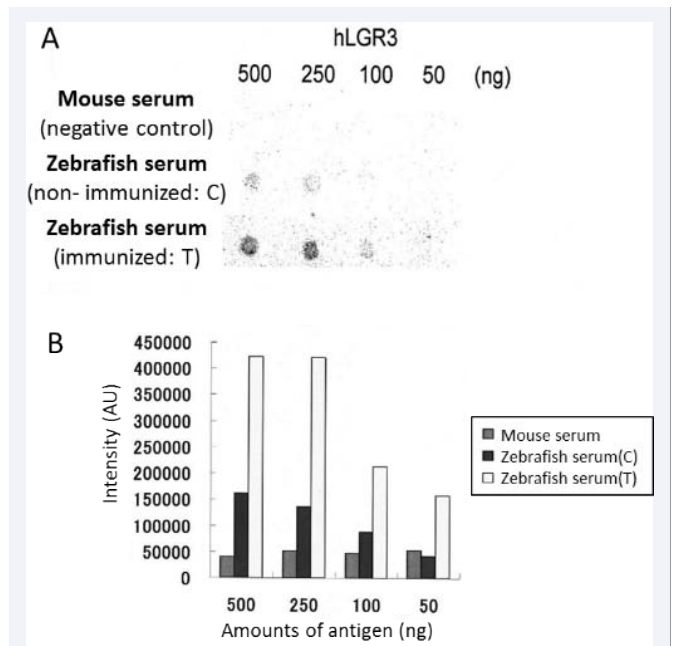 A
hLGR3
500 250 100 50 (ng)
Mouse serum
(negative control)
Zebrafish serum
(non- immunized: C)
Zebrafish serum
(immunized: T)
B
450000
400000
350000
300000
250000
200000
150000
100000
50000
0
Intensity (AU)
Mouse serum
Zebrafish serum(C)
Zebrafish serum(T)
500 250 100 50
Amounts of antigen (ng)